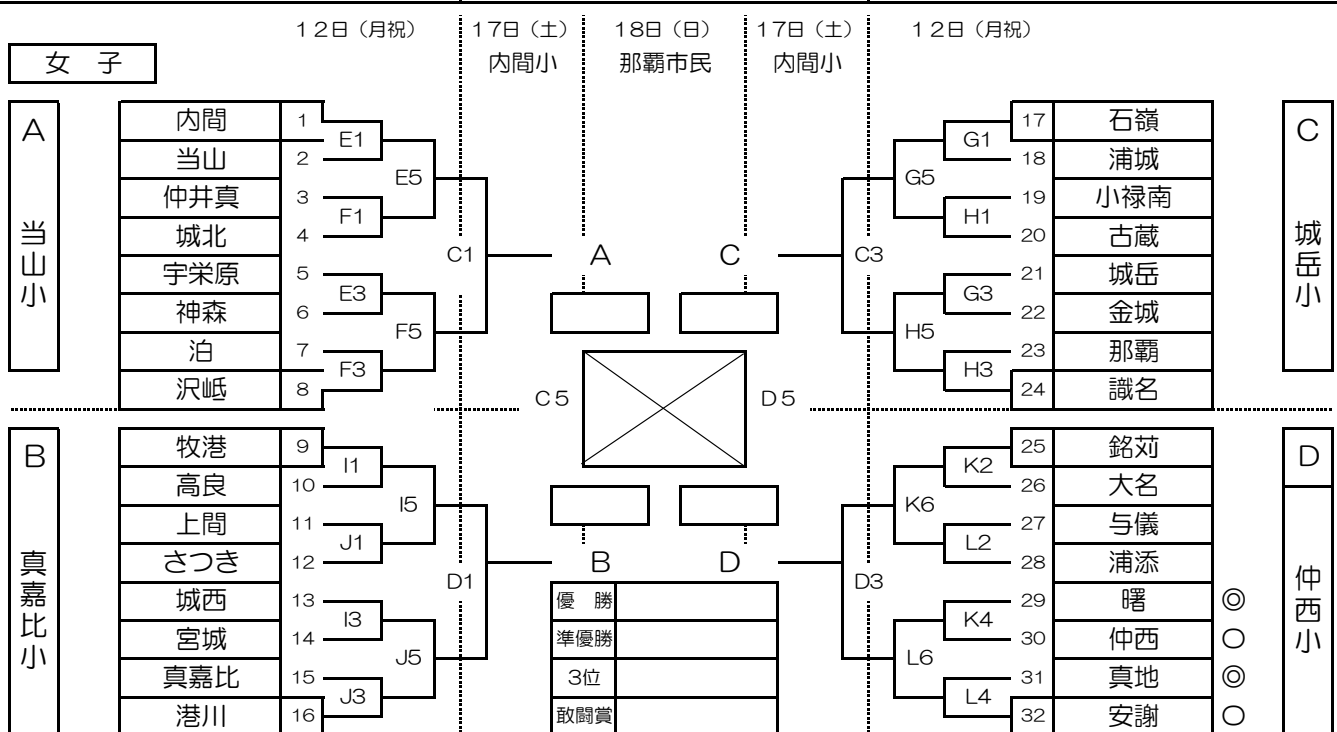 １２日（月祝） 17日（土） 18日（日） 17日（土） １２日（月祝）
内間小 那覇市民 内間小
女 子
A
当山小
内間 1
当山 2
仲井真 3
城北 4
宇栄原 5
神森 6
泊 7
沢岻 8
E1
F1
E3
F3
E5
F5
C1
A
B
真嘉比小
牧港 9
高良 10
上間 11
さつき 12
城西 13
宮城 14
真嘉比 15
港川 16
I1
J1
I3
J3
I5
J5
D1
B
C5
D5
C
城岳小
17 石嶺
18 浦城
19 小禄南
20 古蔵
21 城岳
22 金城
23 那覇
24 識名
G1
H1
G3
H3
G5
H5
C3
C
D
仲西小
25 銘苅
26 大名
27 与儀
28 浦添
29 曙 ◎
30 仲西 ○
31 真地 ◎
32 安謝 ○
K2
L2
K4
L4
K6
L6
D3
D
優 勝
準優勝
3位
敢闘賞